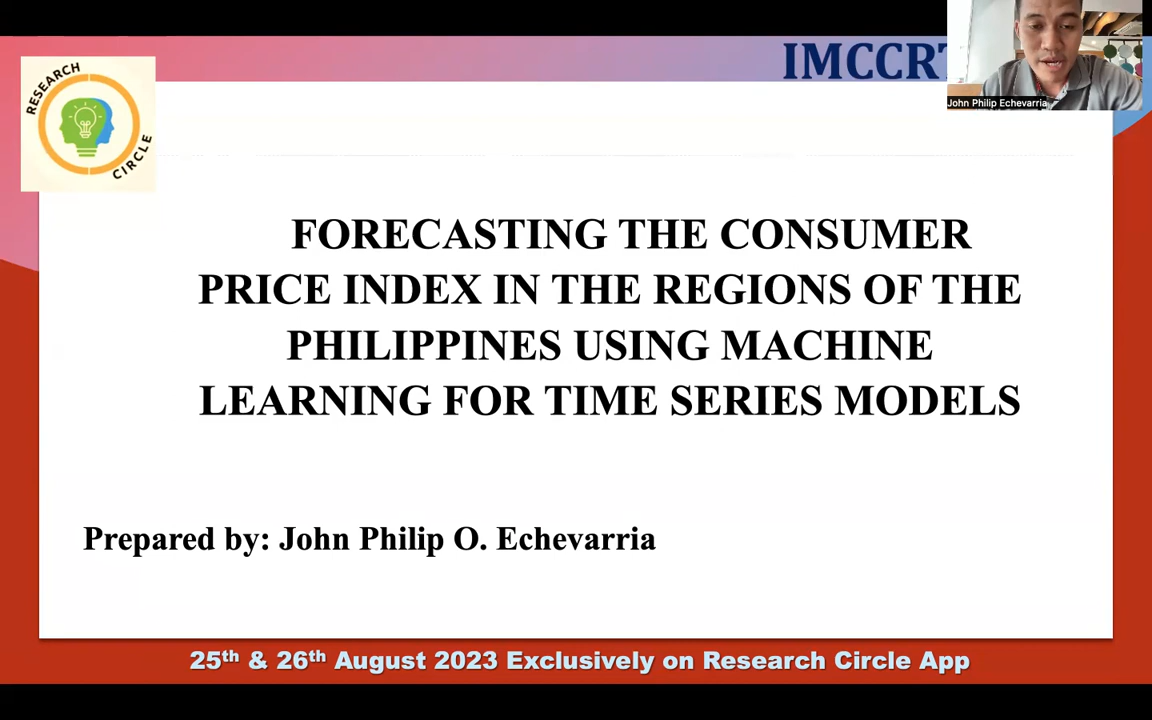 IMCCRT
RESEARCH
CIRCLE
John Philip Echevarria
FORECASTING THE CONSUMER
PRICE INDEX IN THE REGIONS OF THE
PHILIPPINES USING MACHINE
LEARNING FOR TIME SERIES MODELS
Prepared by: John Philip O. Echevarria
25th & 26th August 2023 Exclusively on Research Circle App